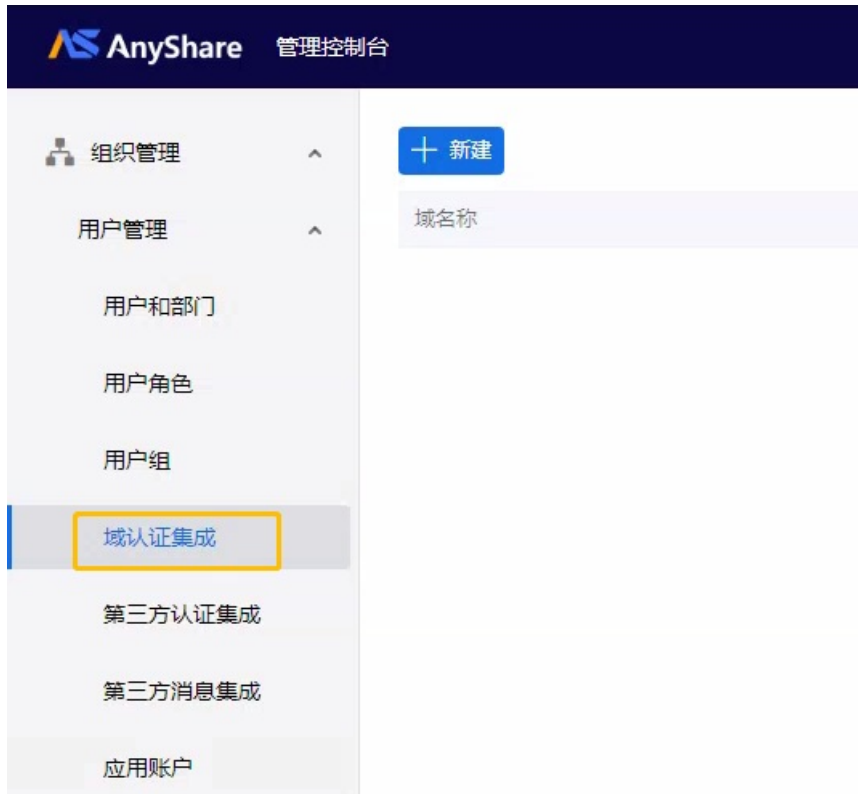 AnyShare 管理控制台
组织管理
用户管理
用户和部门
用户角色
用户组
域认证集成
第三方认证集成
第三方消息集成
应用账户
新建
域名称